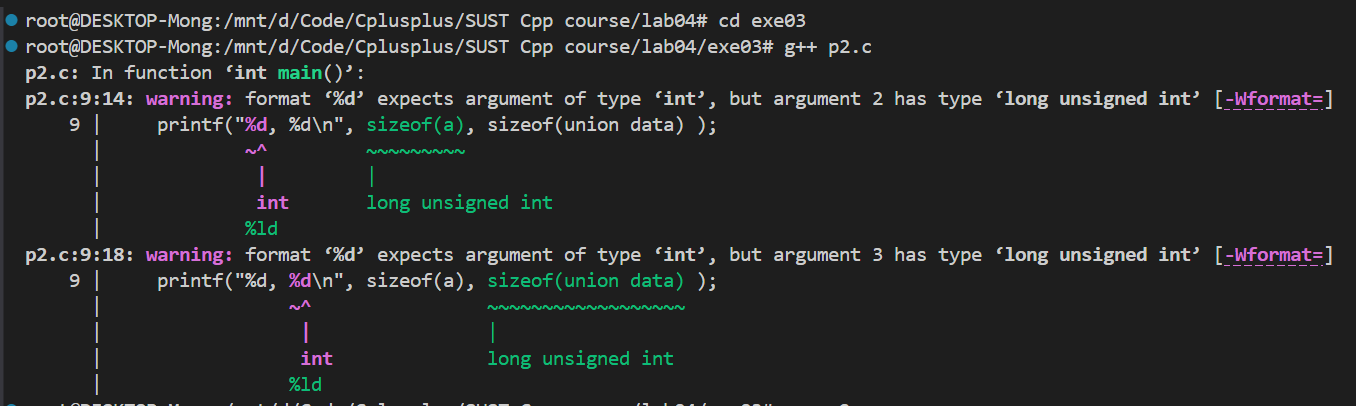 root@DESKTOP-Mong:/mnt/d/Code/Cplusplus/SUST Cpp course/lab04# cd exe03
root@DESKTOP-Mong:/mnt/d/Code/Cplusplus/SUST Cpp course/lab04/exe03# g++ p2.c
p2.c: In function ‘int main()’:
p2.c:9:14: warning: format ‘%d’ expects argument of type ‘int’, but argument 2 has type ‘long unsigned int’ [-Wformat=]
    9 |     printf("%d, %d\n", sizeof(a), sizeof(union data) );
      |             ~^         ~~~~~~~~~
      |              |         |
      |              int       long unsigned int
      |             %ld
p2.c:9:18: warning: format ‘%d’ expects argument of type ‘int’, but argument 3 has type ‘long unsigned int’ [-Wformat=]
    9 |     printf("%d, %d\n", sizeof(a), sizeof(union data) );
      |                 ~^                ~~~~~~~~~~~~~~~~~~
      |                  |                |
      |                  int              long unsigned int
      |                 %ld